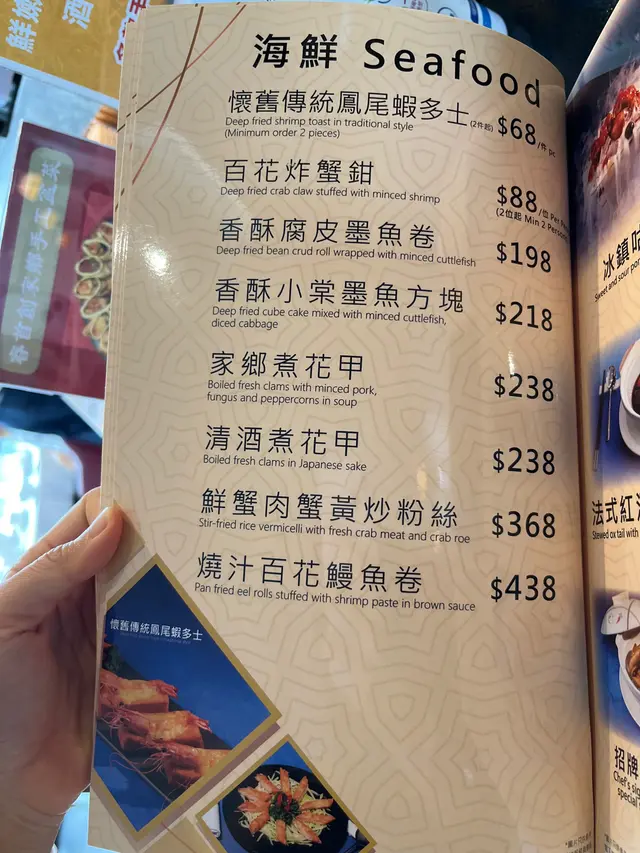 海鮮 Seafood
懷舊傳統鳳尾蝦多士(2件起) $68/件 pc
Deep fried shrimp toast in traditional style
(Minimum order 2 pieces)
百花炸蟹鉗
Deep fried crab claw stuffed with minced shrimp
$88/位 Per
(2位起 Min 2 Person
香酥腐皮墨魚卷
Deep fried bean crud roll wrapped with minced cuttlefish
$198
香酥小棠墨魚方塊
Deep fried cube cake mixed with minced cuttlefish,
diced cabbage
$218
家鄉煮花甲
Boiled fresh clams with minced pork,
fungus and peppercorns in soup
$238
清酒煮花甲
Boiled fresh clams in Japanese sake
$238
鮮蟹肉蟹黃炒粉絲
Stir-fried rice vermicelli with fresh crab meat and crab roe
$368
燒汁百花鰻魚卷
Pan fried eel rolls stuffed with shrimp paste in brown sauce
$438
懷舊傳統鳳尾蝦多士
冰鎮咕
Sweet and sour por
法式紅
Stewed ox tail with
招牌
Chef's sig
special
酒
鮮嫩